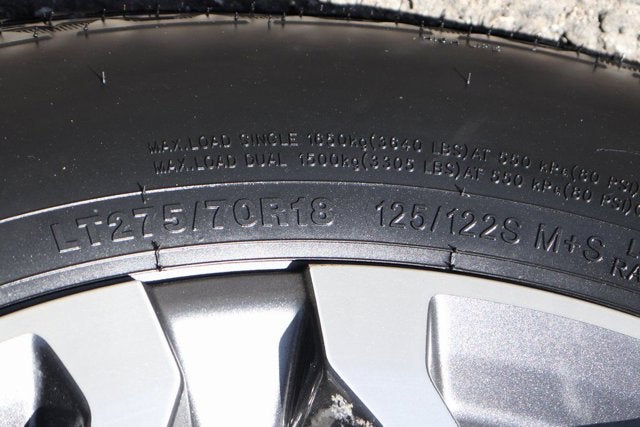 MAX.LOAD SINGLE 1650kg(3640 LBS)AT 550 kPa(80 PSI)
MAX.LOAD DUAL 1500kg(3305 LBS)AT 550 kPa(80 PSI)
LT275/70R18 125/122S M+S L
RA